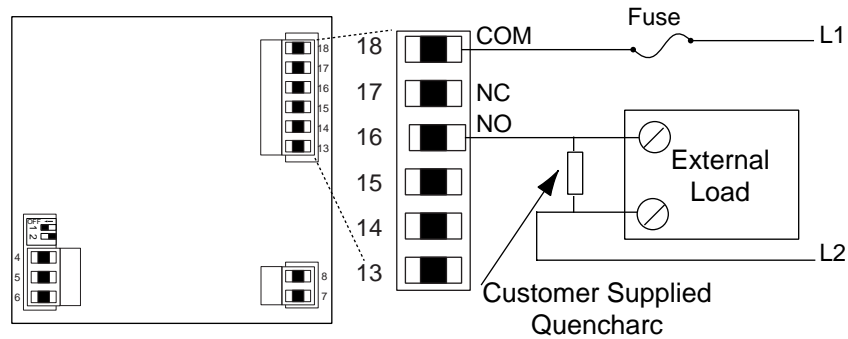 18
17
16
15
14
13
OFF
1
2
4
5
6
8
7
18
17
16
15
14
13
COM
NC
NO
Fuse
L1
External
Load
L2
Customer Supplied
Quencharc